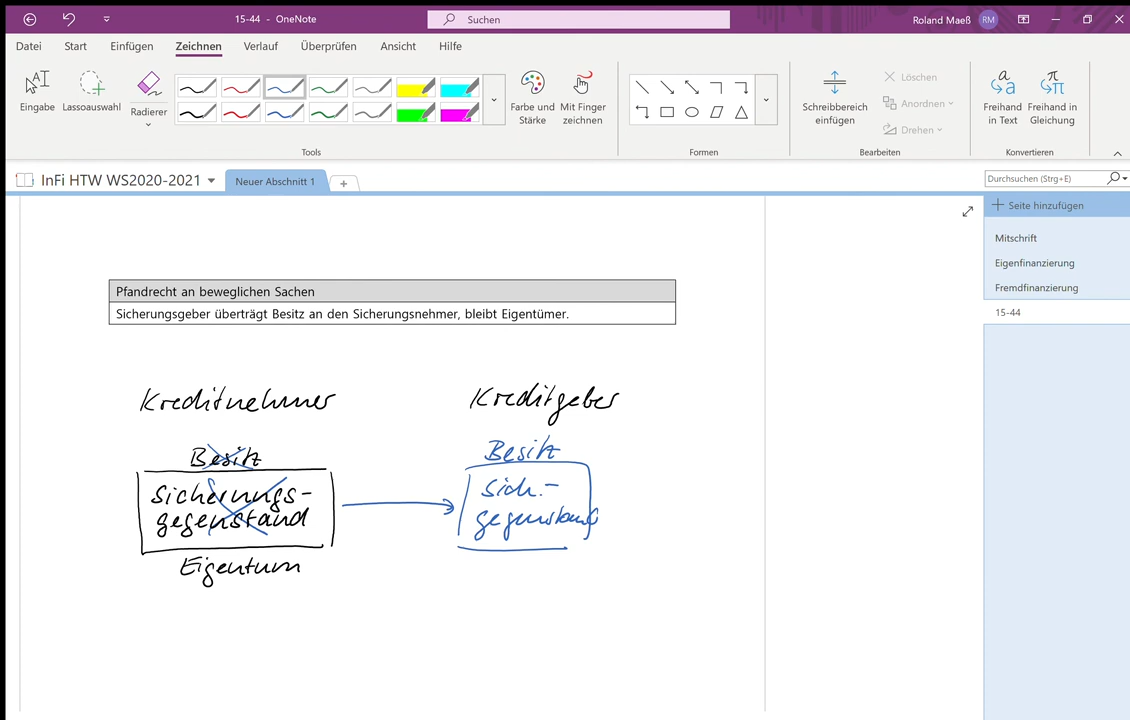 15-44 - OneNote
Suchen
Roland Maeß
RM
Datei Start Einfügen Zeichnen Verlauf Überprüfen Ansicht Hilfe
Eingabe
Lassoauswahl
Radierer
Farbe und Stärke
Mit Finger zeichnen
Tools
Formen
Schreibbereich einfügen
Löschen
Anordnen
Drehen
Bearbeiten
Freihand in Text
Freihand in Gleichung
Konvertieren
InFi HTW WS2020-2021
Neuer Abschnitt 1
Durchsuchen (Strg+E)
Seite hinzufügen
Mitschrift
Eigenfinanzierung
Fremdfinanzierung
15-44
Pfandrecht an beweglichen Sachen
Sicherungsgeber überträgt Besitz an den Sicherungsnehmer, bleibt Eigentümer.
Kreditnehmer
Kreditgeber
Besitz
Sicherungs-
gegenstand
Eigentum
Besitz
Sich.-
gegenstand